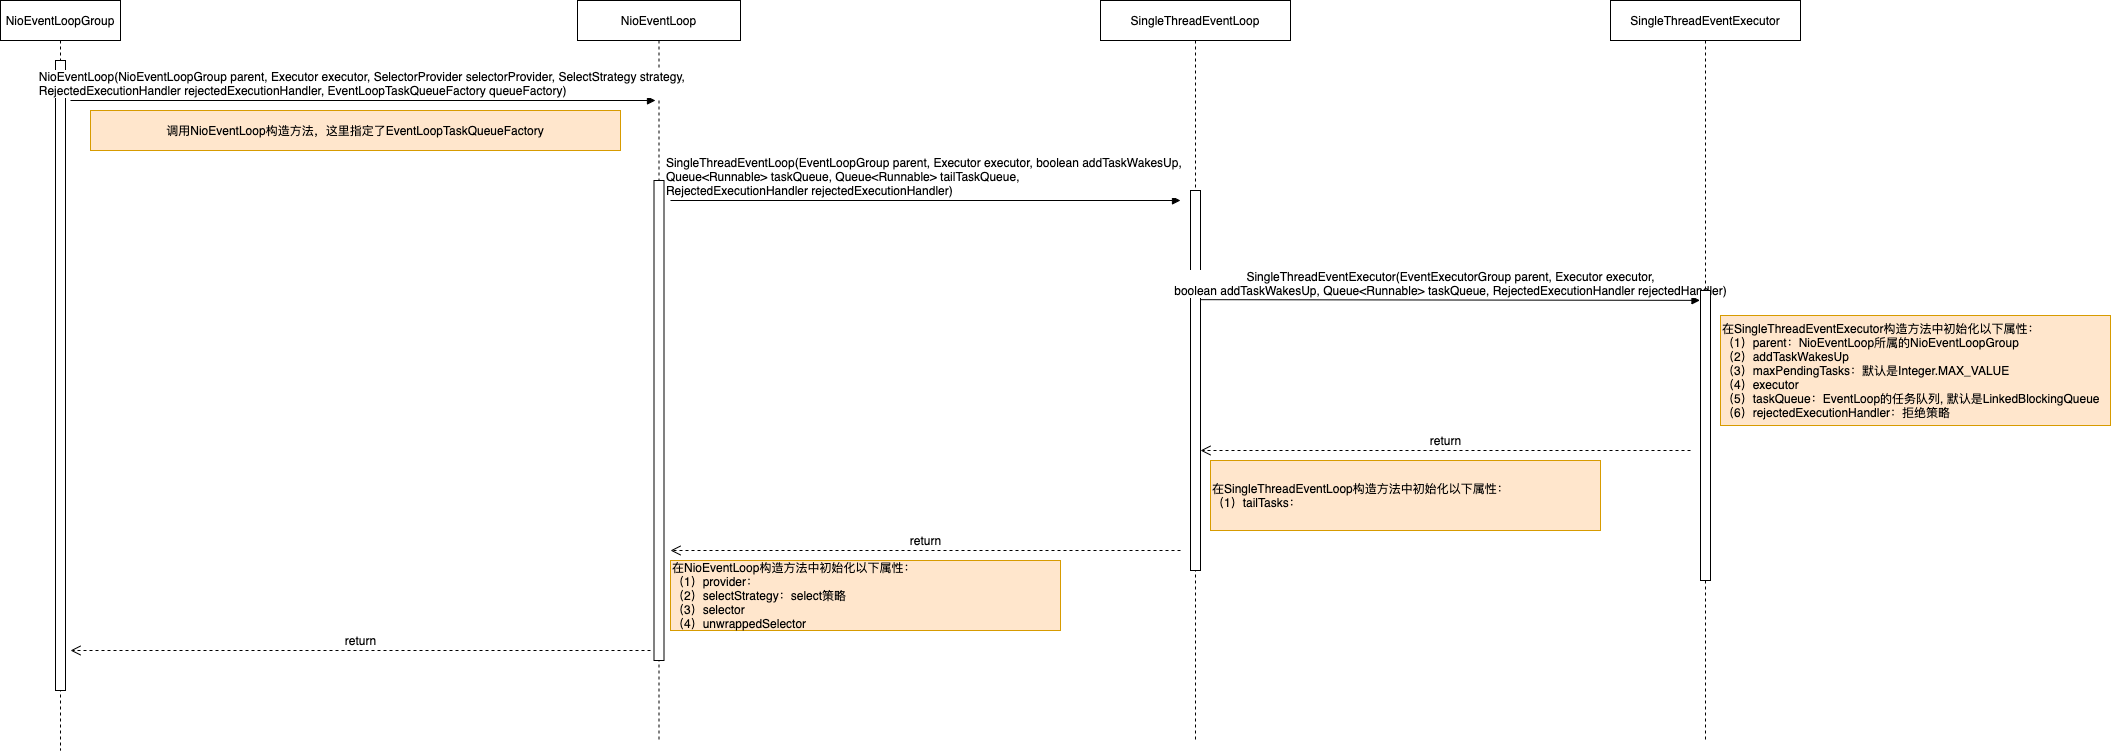 NioEventLoopGroup
NioEventLoop
SingleThreadEventLoop
SingleThreadEventExecutor
NioEventLoop(NioEventLoopGroup parent, Executor executor, SelectorProvider selectorProvider, SelectStrategy strategy,
RejectedExecutionHandler rejectedExecutionHandler, EventLoopTaskQueueFactory queueFactory)
调用NioEventLoop构造方法，这里指定了EventLoopTaskQueueFactory
SingleThreadEventLoop(EventLoopGroup parent, Executor executor, boolean addTaskWakesUp,
Queue<Runnable> taskQueue, Queue<Runnable> tailTaskQueue,
RejectedExecutionHandler rejectedExecutionHandler)
SingleThreadEventExecutor(EventExecutorGroup parent, Executor executor,
boolean addTaskWakesUp, Queue<Runnable> taskQueue, RejectedExecutionHandler rejectedHandler)
在SingleThreadEventExecutor构造方法中初始化以下属性：
（1）parent：NioEventLoop所属的NioEventLoopGroup
（2）addTaskWakesUp
（3）maxPendingTasks：默认是Integer.MAX_VALUE
（4）executor
（5）taskQueue：EventLoop的任务队列, 默认是LinkedBlockingQueue
（6）rejectedExecutionHandler：拒绝策略
return
在SingleThreadEventLoop构造方法中初始化以下属性：
（1）tailTasks：
return
在NioEventLoop构造方法中初始化以下属性：
（1）provider：
（2）selectStrategy：select策略
（3）selector
（4）unwrappedSelector
return